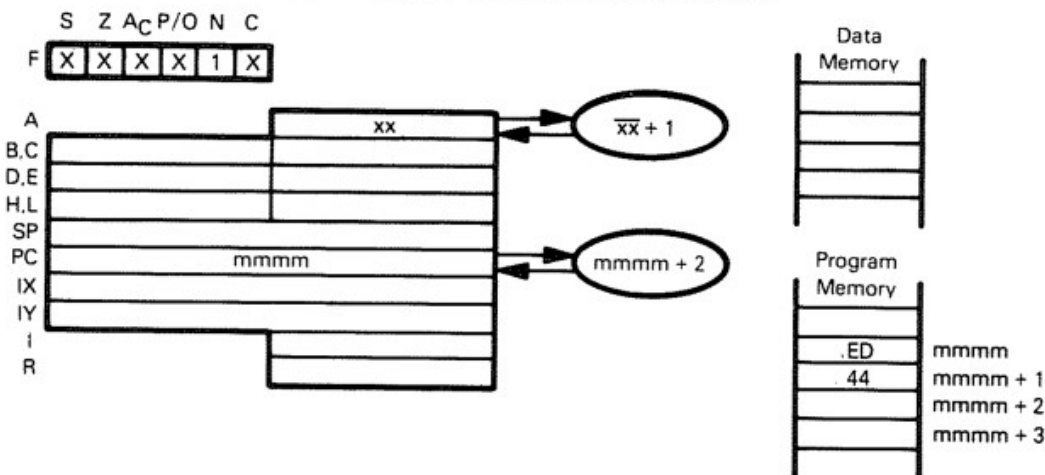 S Z AC P/O N C
F X X X X 1 X
A xx
B,C
D,E
H,L
SP
PC mmmm
IX
IY
I
R
xx + 1
mmmm + 2
Data
Memory
Program
Memory
.ED mmmm
.44 mmmm + 1
mmmm + 2
mmmm + 3